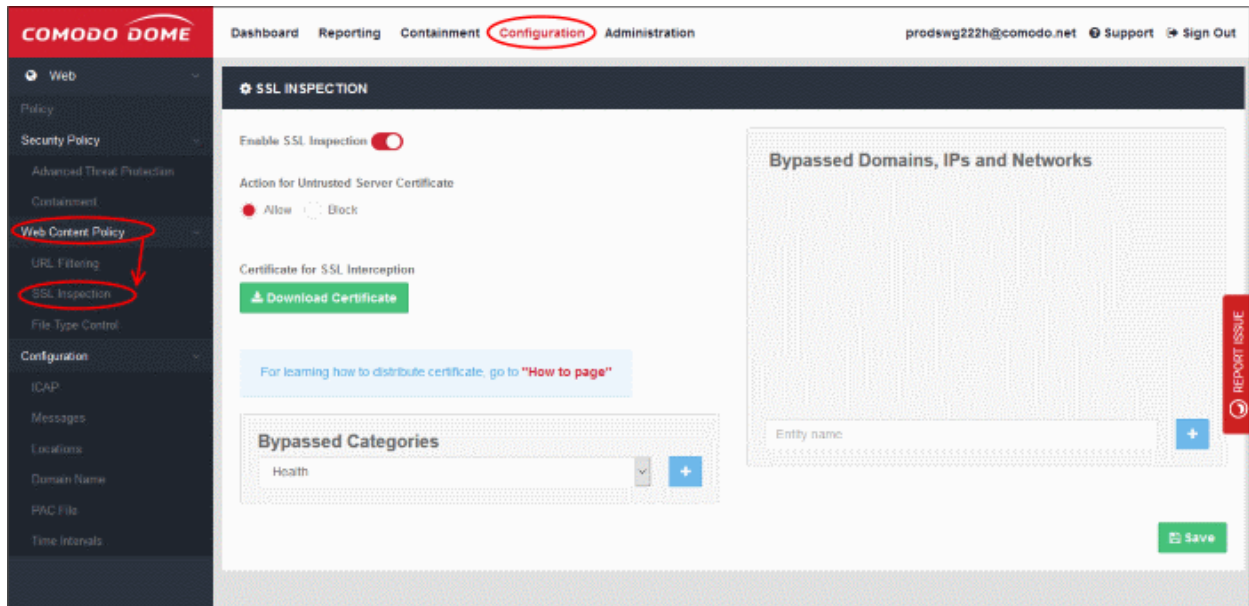 COMODO DOME
Dashboard Reporting Containment Configuration Administration prodswg222h@comodo.net Support Sign Out
Web
Policy
Security Policy
Advanced Threat Protection
Containment
Web Content Policy
URL Filtering
SSL Inspection
File Type Control
Configuration
ICAP
Messages
Locations
Domain Name
PAC File
Time Intervals
SSL INSPECTION
Enable SSL Inspection
Action for Untrusted Server Certificate
Allow Block
Certificate for SSL Interception
Download Certificate
For learning how to distribute certificate, go to "How to page"
Bypassed Categories
Health
+
Bypassed Domains, IPs and Networks
Entity name
+
Save
REPORT ISSUE